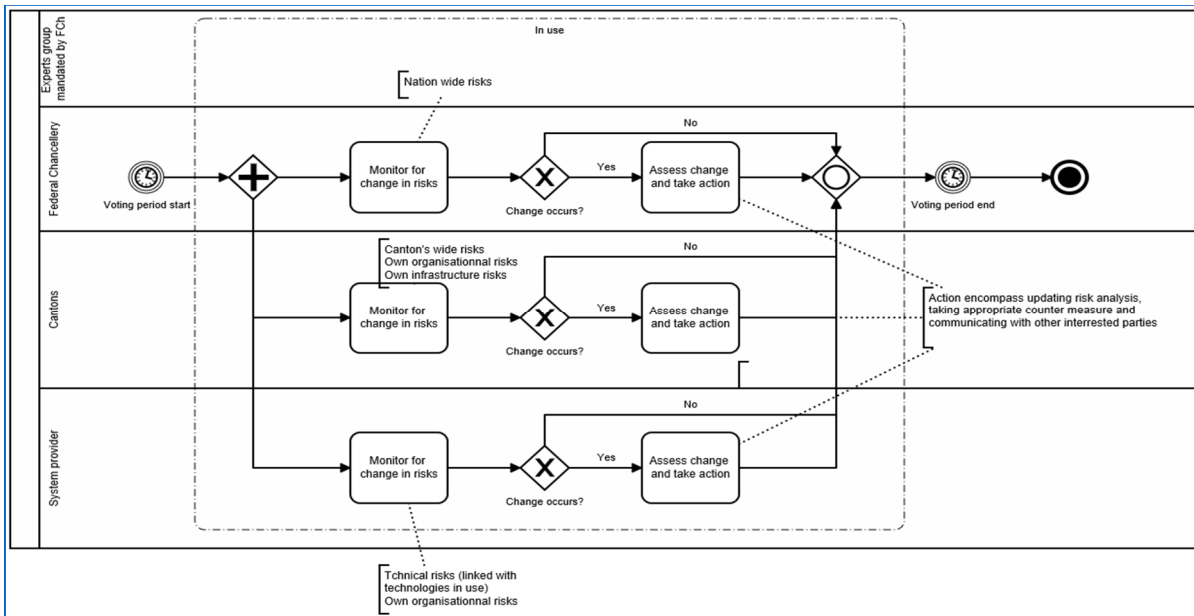 In use
Experts group
mandated by FCh
Nation wide risks
Federal Chancellery
Voting period start
Monitor for
change in risks
Change occurs?
No
Yes
Assess change
and take action
Voting period end
Cantons
Canton's wide risks
Own organisationnal risks
Own infrastructure risks
Monitor for
change in risks
Change occurs?
No
Yes
Assess change
and take action
Action encompass updating risk analysis,
taking appropriate counter measure and
communicating with other interrested parties
System provider
Monitor for
change in risks
Change occurs?
No
Yes
Assess change
and take action
Tchnical risks (linked with
technologies in use)
Own organisationnal risks